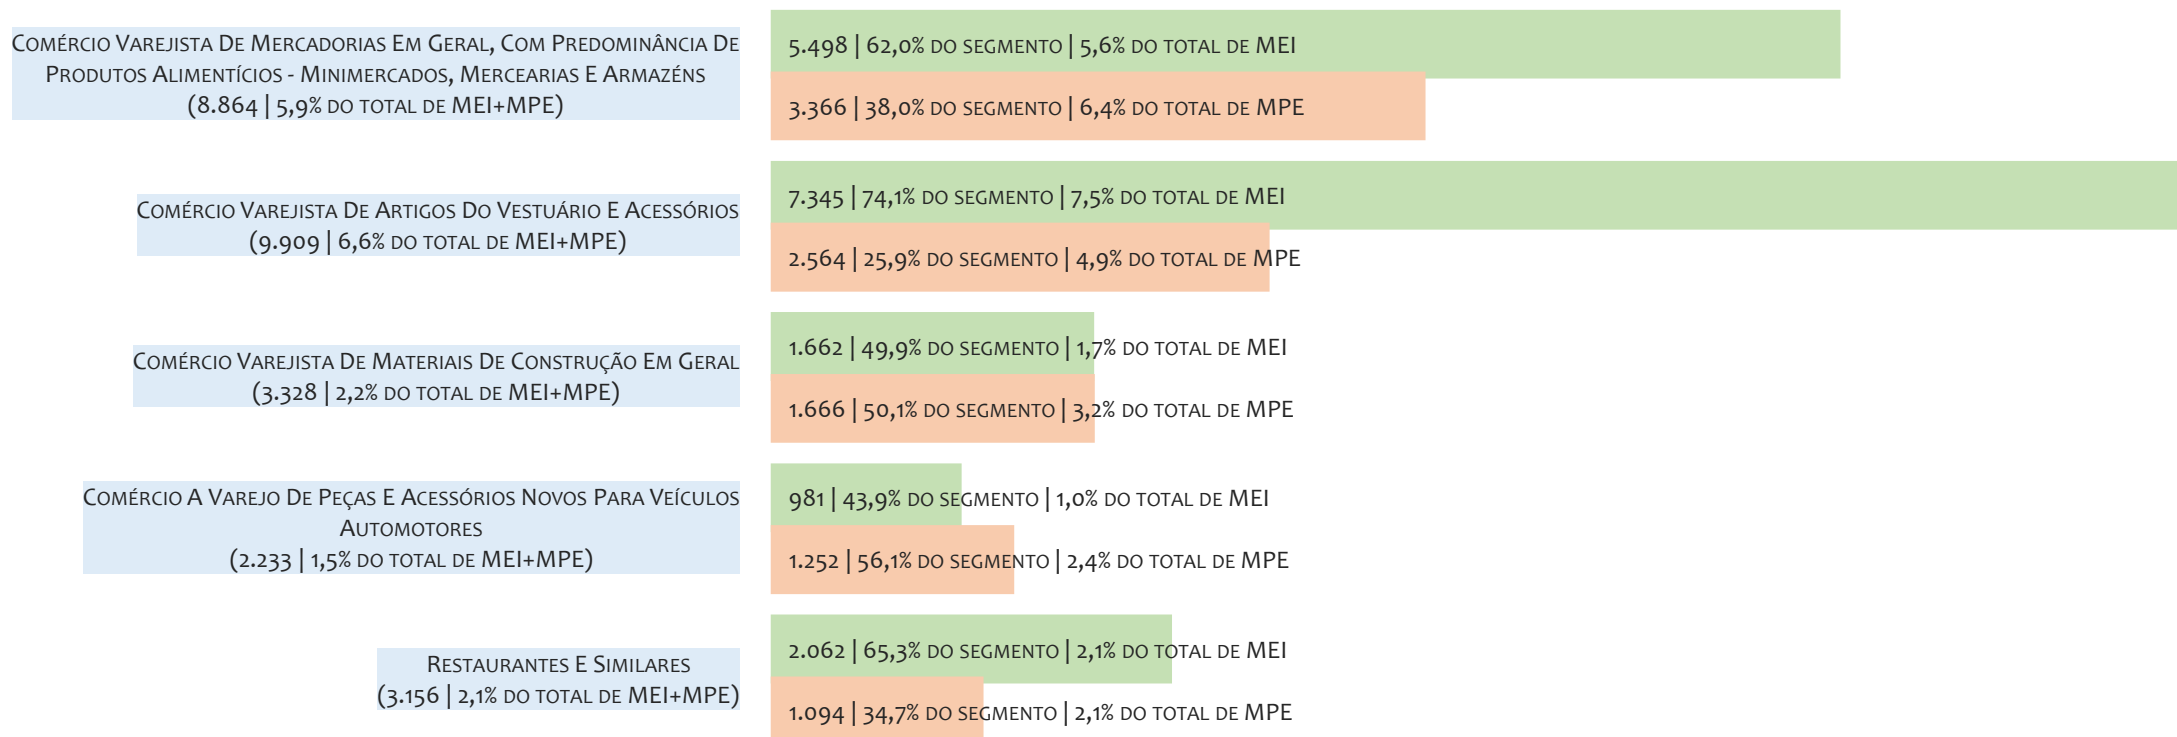 Comércio Varejista De Mercadorias Em Geral, Com Predominância De
Produtos Alimentícios - Minimercados, Mercearias E Armazéns
(8.864 | 5,9% do total de MEI+MPE)
5.498 | 62,0% do segmento | 5,6% do total de MEI
3.366 | 38,0% do segmento | 6,4% do total de MPE
Comércio Varejista De Artigos Do Vestuário E Acessórios
(9.909 | 6,6% do total de MEI+MPE)
7.345 | 74,1% do segmento | 7,5% do total de MEI
2.564 | 25,9% do segmento | 4,9% do total de MPE
Comércio Varejista De Materiais De Construção Em Geral
(3.328 | 2,2% do total de MEI+MPE)
1.662 | 49,9% do segmento | 1,7% do total de MEI
1.666 | 50,1% do segmento | 3,2% do total de MPE
Comércio A Varejo De Peças E Acessórios Novos Para Veículos
Automotores
(2.233 | 1,5% do total de MEI+MPE)
981 | 43,9% do segmento | 1,0% do total de MEI
1.252 | 56,1% do segmento | 2,4% do total de MPE
Restaurantes E Similares
(3.156 | 2,1% do total de MEI+MPE)
2.062 | 65,3% do segmento | 2,1% do total de MEI
1.094 | 34,7% do segmento | 2,1% do total de MPE